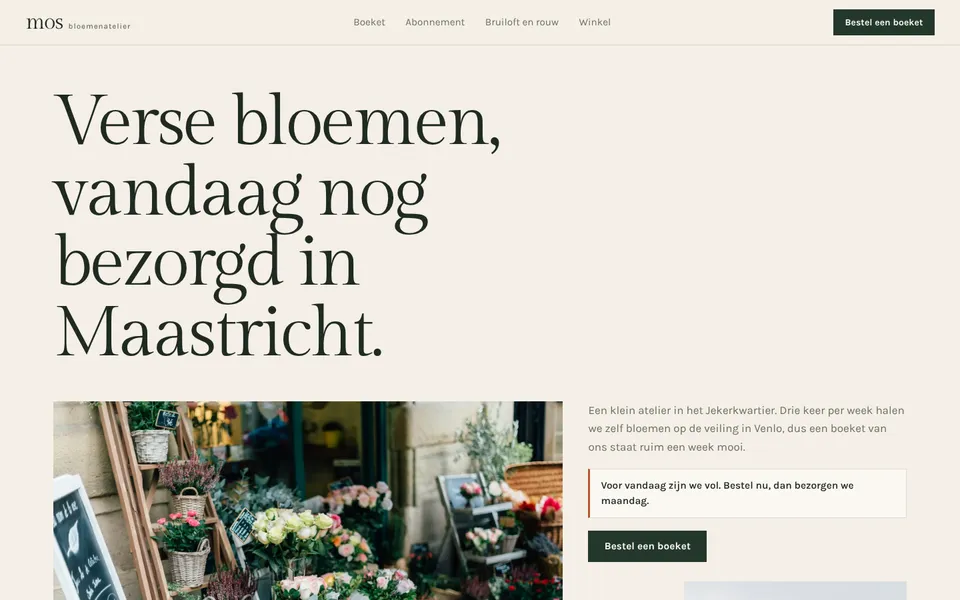 mos bloemenatelier
Boeket Abonnement Bruiloft en rouw Winkel
Bestel een boeket
Verse bloemen,
vandaag nog
bezorgd in
Maastricht.
Een klein atelier in het Jekerkwartier. Drie keer per week halen
we zelf bloemen op de veiling in Venlo, dus een boeket van
ons staat ruim een week mooi.
Voor vandaag zijn we vol. Bestel nu, dan bezorgen we
maandag.
Bestel een boeket